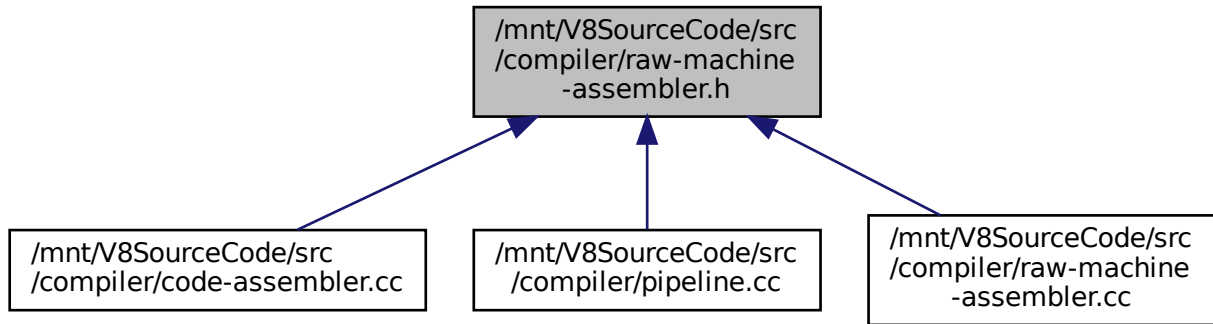 /mnt/V8SourceCode/src
/compiler/raw-machine
-assembler.h
/mnt/V8SourceCode/src
/compiler/code-assembler.cc
/mnt/V8SourceCode/src
/compiler/pipeline.cc
/mnt/V8SourceCode/src
/compiler/raw-machine
-assembler.cc